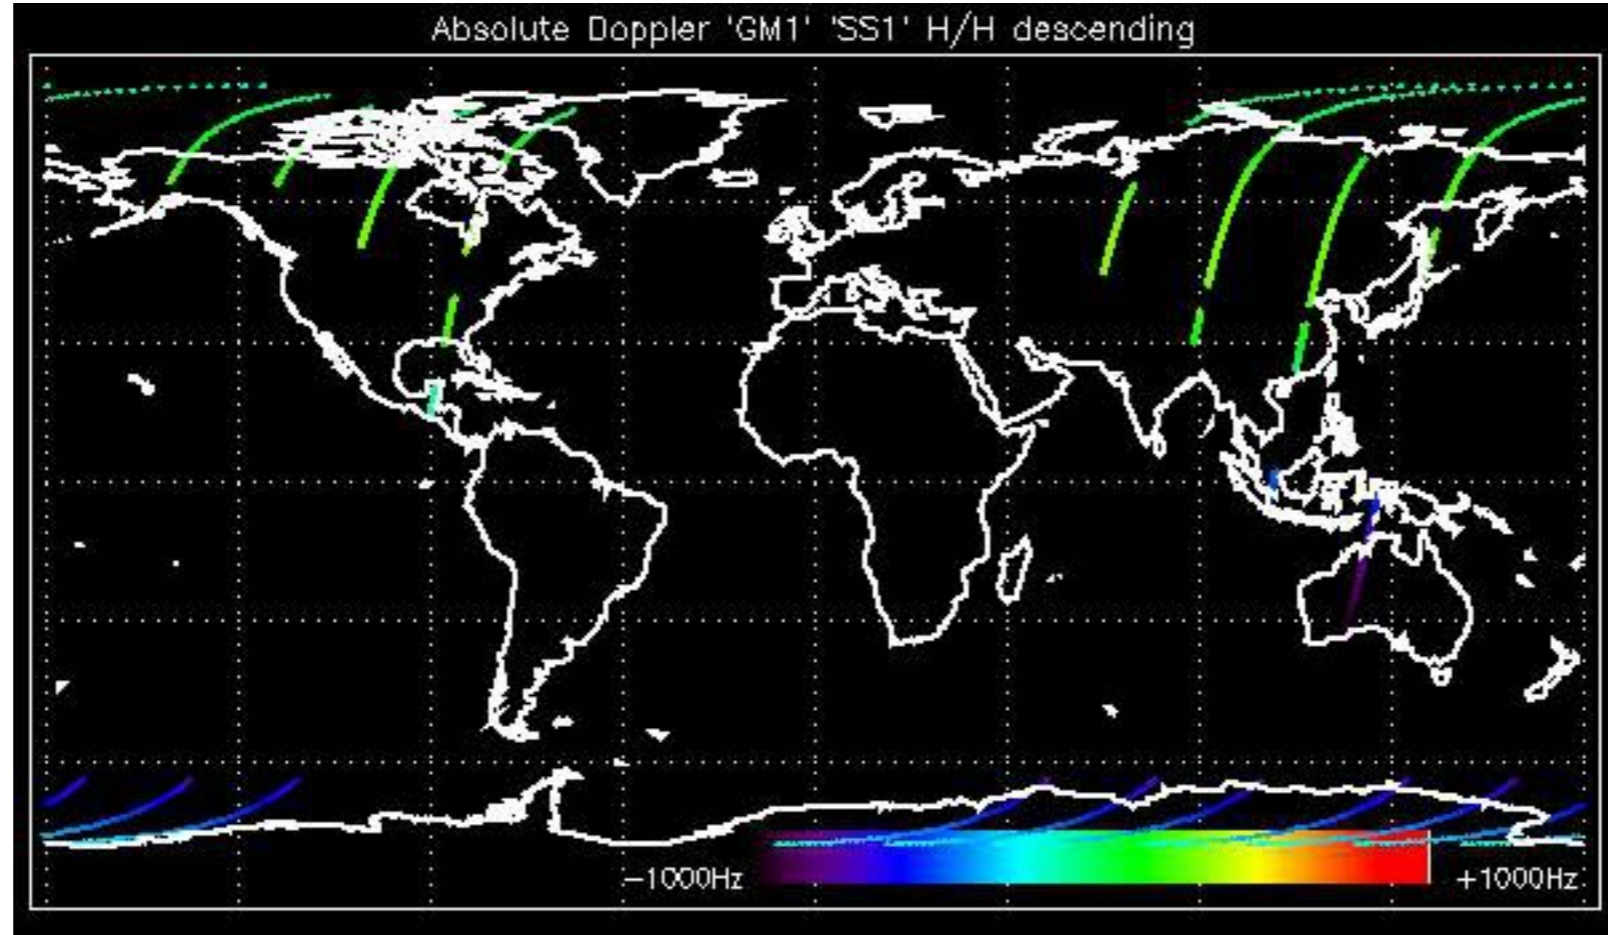 Absolute Doppler 'GM1' 'SS1' H/H descending
−1000Hz
+1000Hz